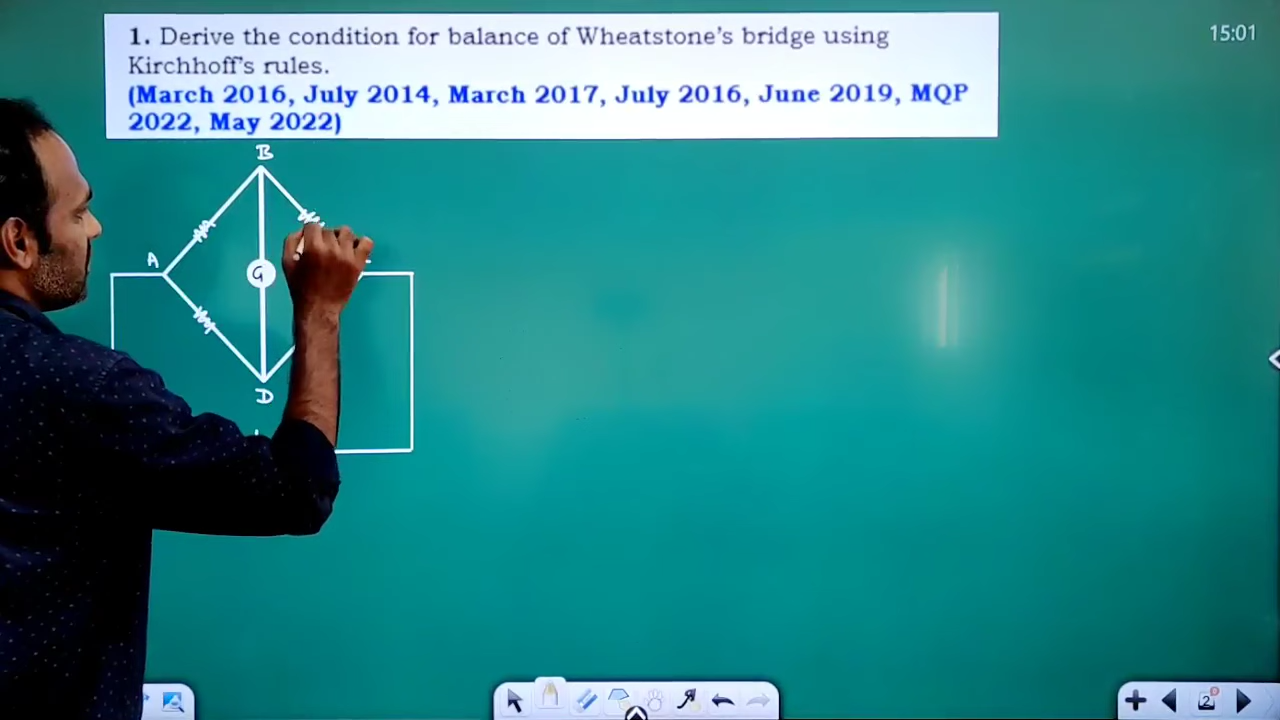 15:01
1. Derive the condition for balance of Wheatstone's bridge using
Kirchhoff's rules.
(March 2016, July 2014, March 2017, July 2016, June 2019, MQP
2022, May 2022)
B
A
G
D
2